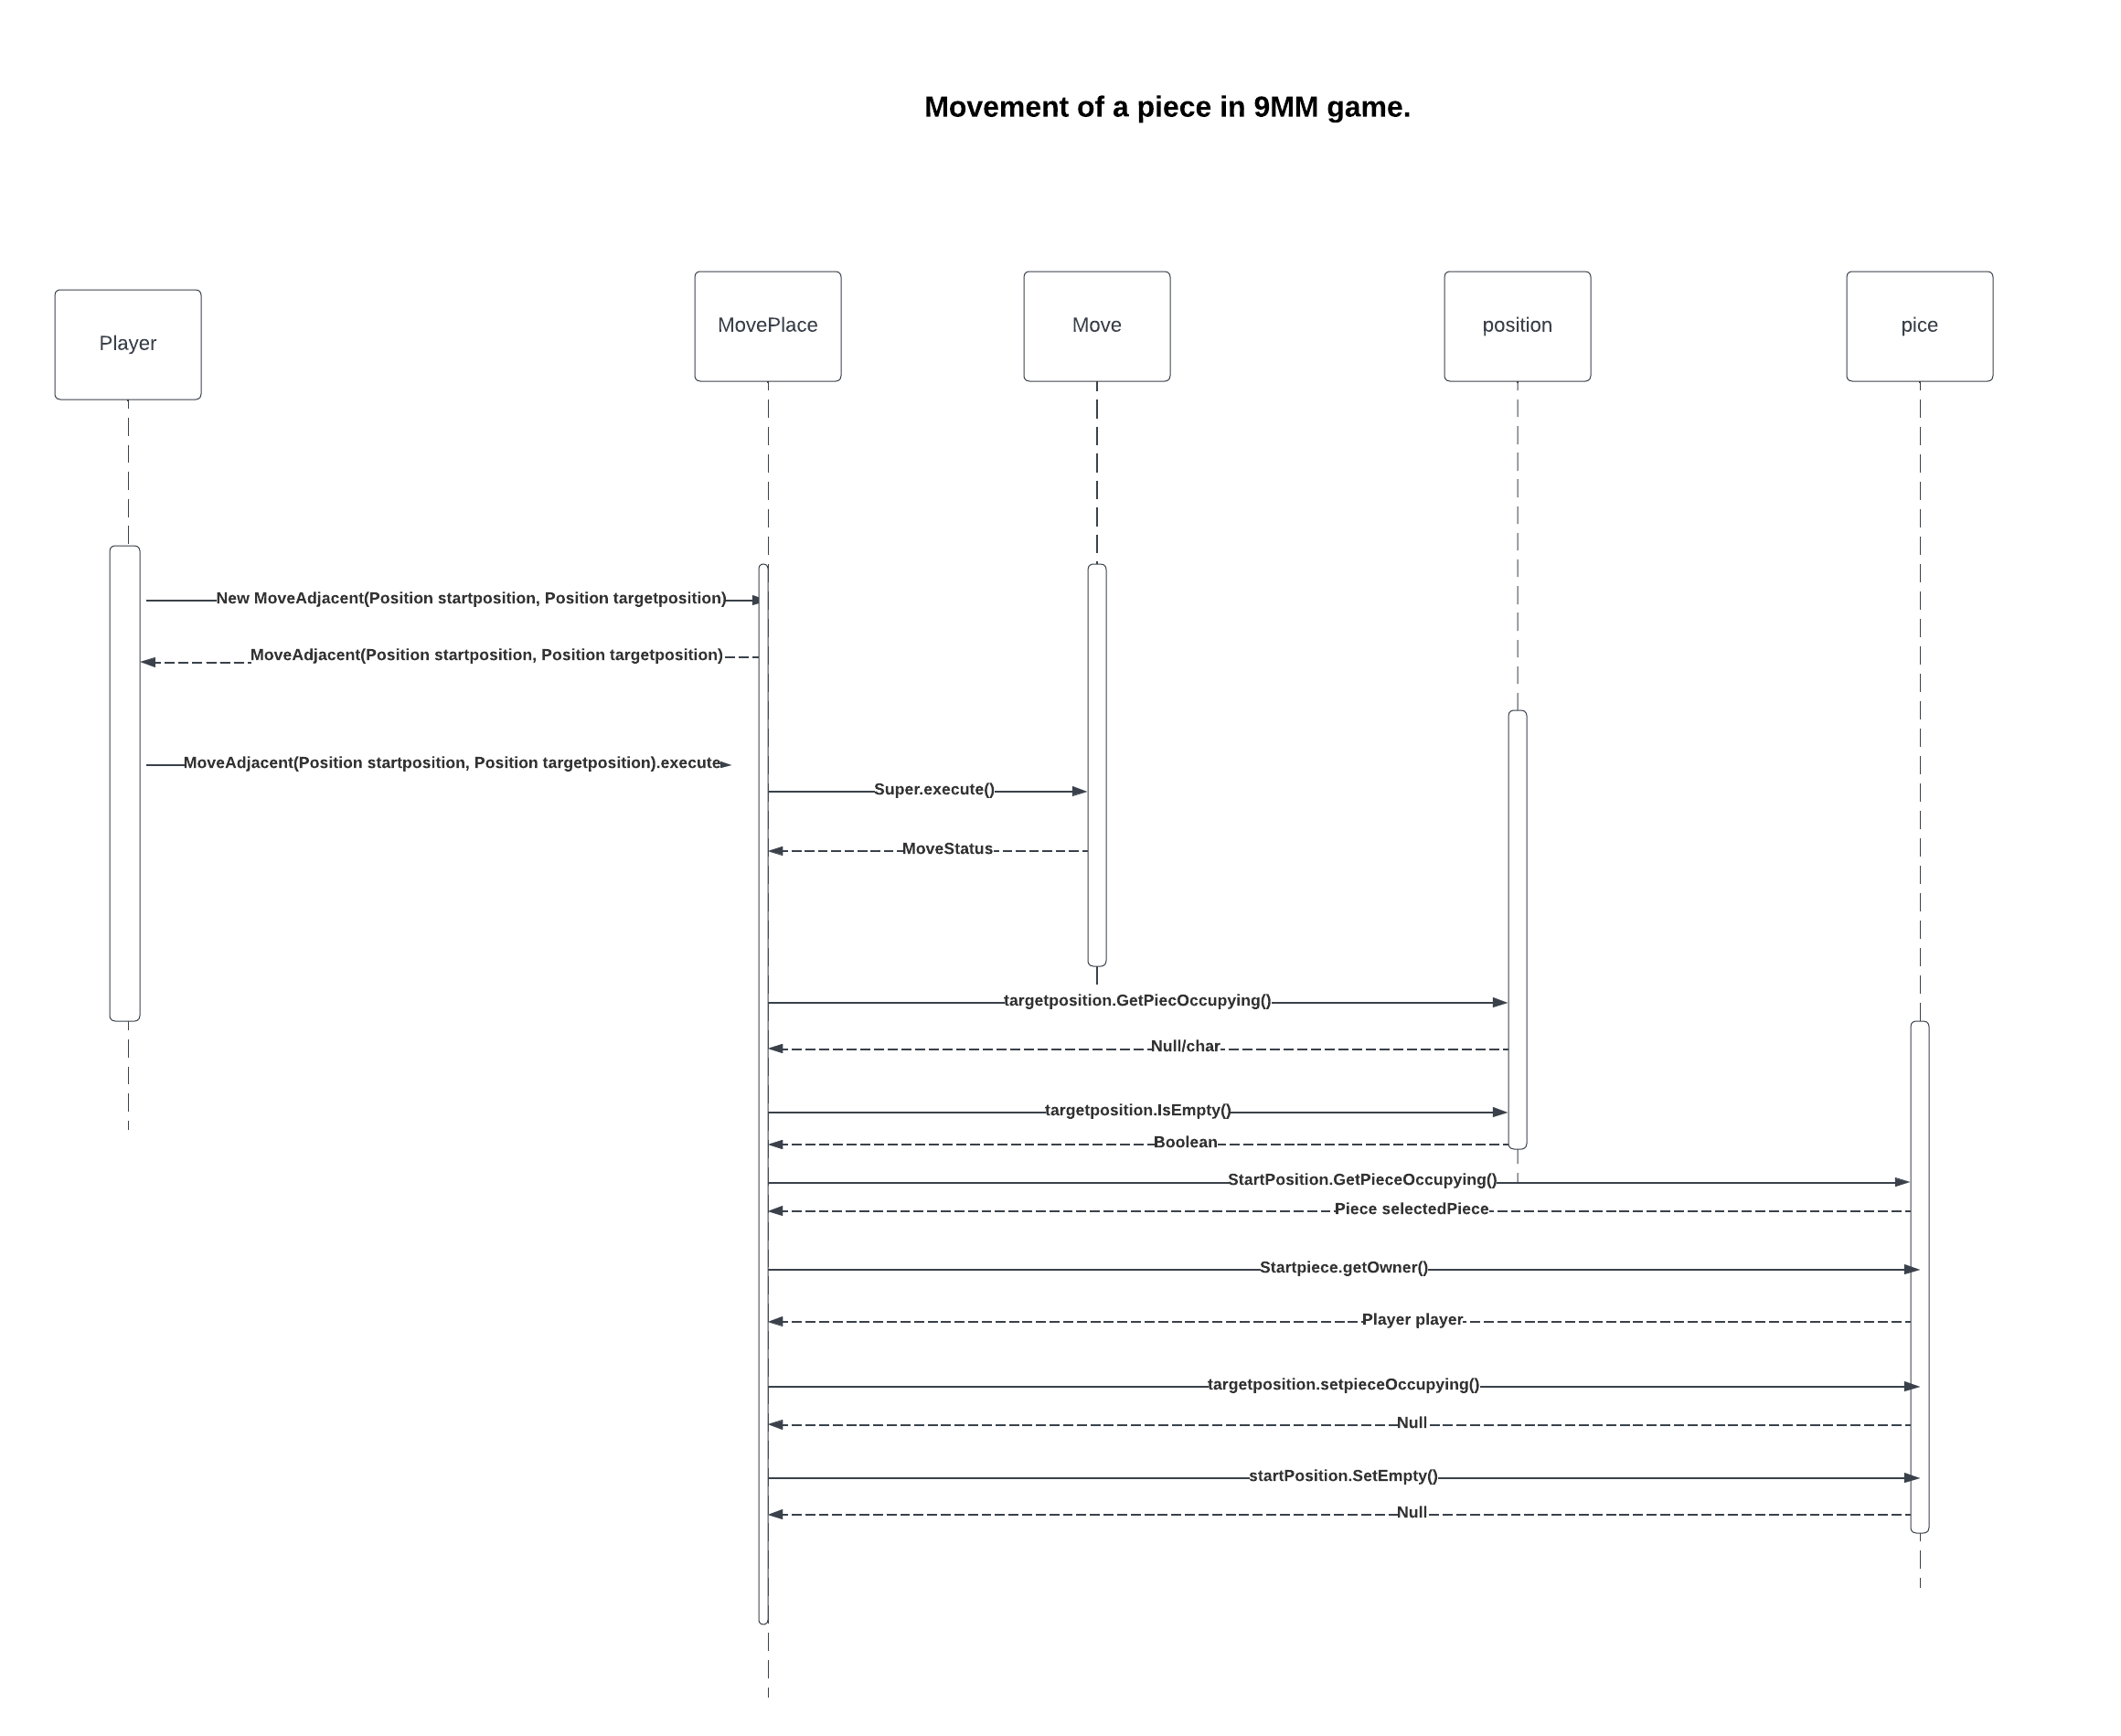 Movement of a piece in 9MM game.
Player
MovePlace
Move
position
pice
New MoveAdjacent(Position startposition, Position targetposition)
MoveAdjacent(Position startposition, Position targetposition)
MoveAdjacent(Position startposition, Position targetposition).execute
Super.execute()
MoveStatus
targetposition.GetPiecOccupying()
Null/char
targetposition.IsEmpty()
Boolean
StartPosition.GetPieceOccupying()
Piece selectedPiece
Startpiece.getOwner()
Player player
targetposition.setpieceOccupying()
Null
startPosition.SetEmpty()
Null